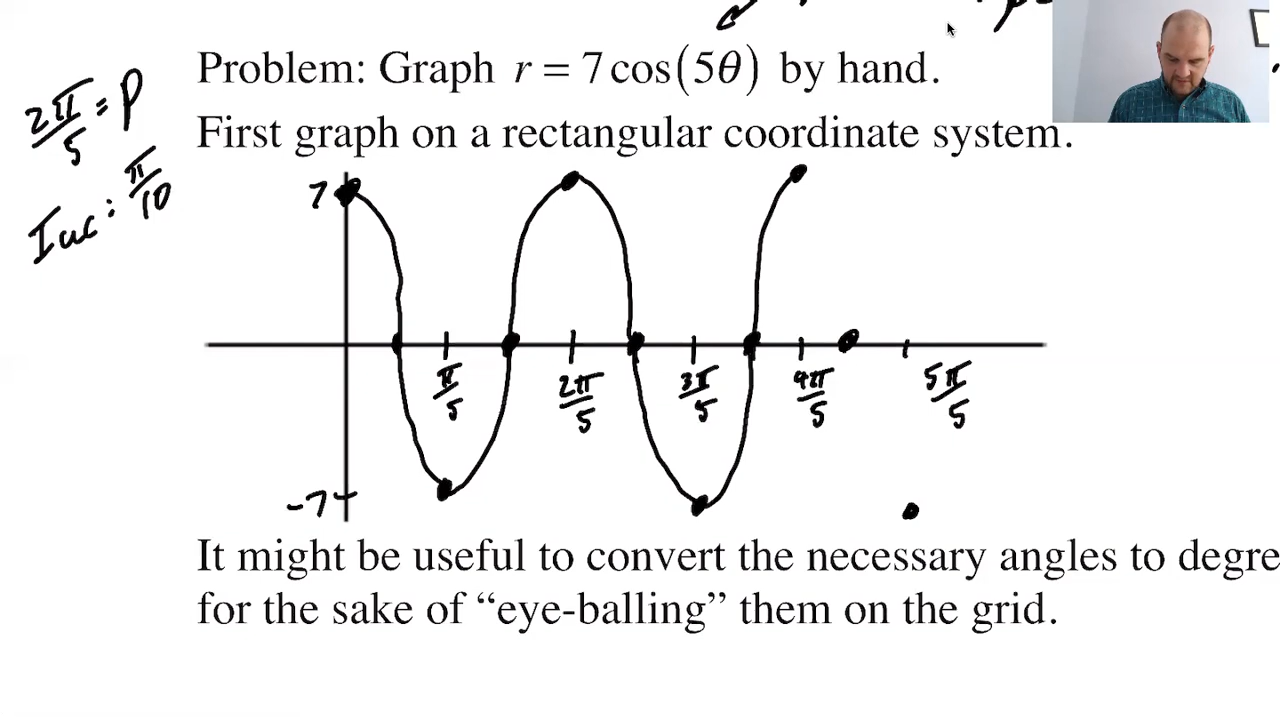 Problem: Graph r = 7 cos(5θ) by hand.
2π/5 = P
First graph on a rectangular coordinate system.
Inc: π/10
7
π/5 2π/5 3π/5 4π/5 5π/5
-7
It might be useful to convert the necessary angles to degre
for the sake of “eye-balling” them on the grid.